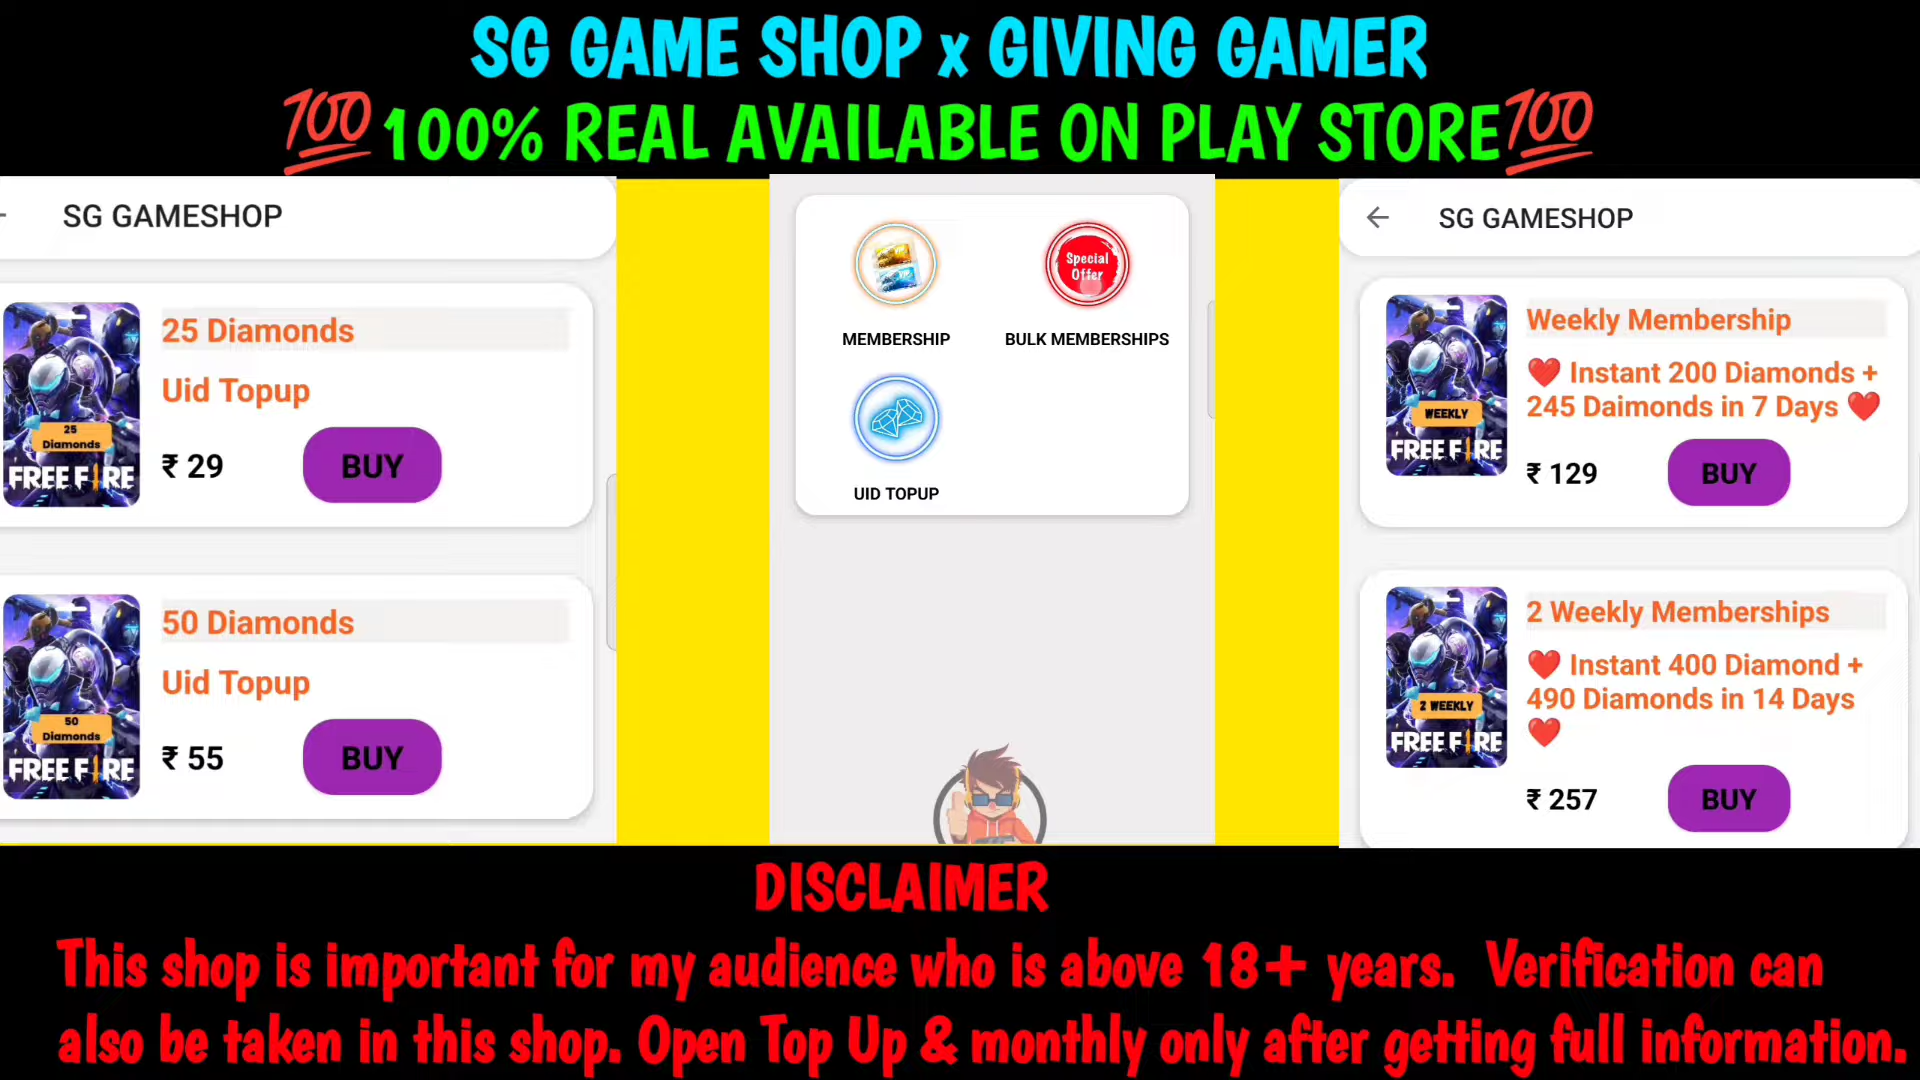 SG GAME SHOP x GIVING GAMER
💯100% REAL AVAILABLE ON PLAY STORE💯
SG GAMESHOP
25 Diamonds
Uid Topup
₹ 29
BUY
25
Diamonds
FREE FIRE
50 Diamonds
Uid Topup
₹ 55
BUY
50
Diamonds
FREE FIRE
Special
Offer
MEMBERSHIP
BULK MEMBERSHIPS
UID TOPUP
SG GAMESHOP
Weekly Membership
❤️ Instant 200 Diamonds +
245 Daimonds in 7 Days ❤️
₹ 129
BUY
WEEKLY
FREE FIRE
2 Weekly Memberships
❤️ Instant 400 Diamond +
490 Diamonds in 14 Days
❤️
₹ 257
BUY
2 WEEKLY
FREE FIRE
DISCLAIMER
This shop is important for my audience who is above 18+ years. Verification can
also be taken in this shop. Open Top Up & monthly only after getting full information.